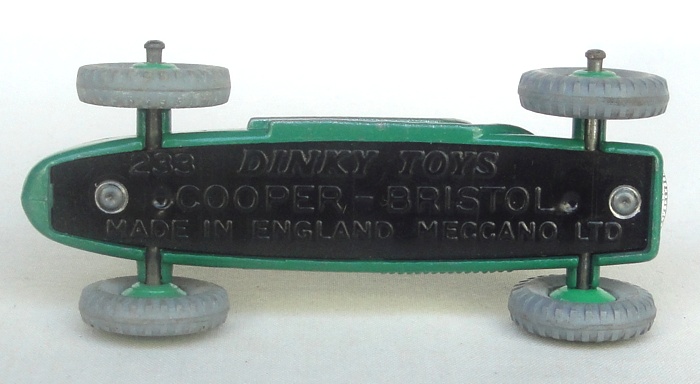 233 DINKY TOYS
COOPER-BRISTOL
MADE IN ENGLAND MECCANO LTD